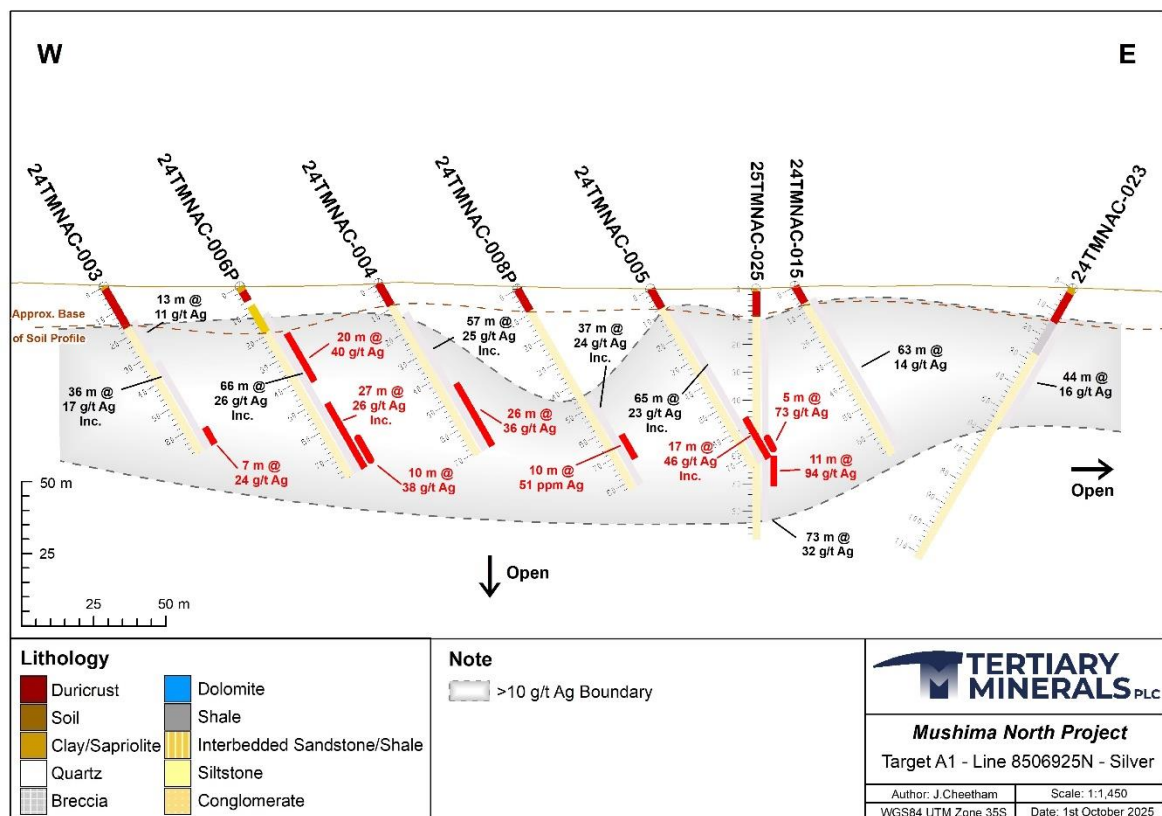 W
E
24TMNAC-003
24TMNAC-006P
24TMNAC-004
24TMNAC-008P
24TMNAC-005
25TMNAC-025
24TMNAC-015
24TMNAC-023
Approx. Base
of Soil Profile
13 m @
11 g/t Ag
36 m @
17 g/t Ag
Inc.
7 m @
24 g/t Ag
20 m @
40 g/t Ag
66 m @
26 g/t Ag
Inc.
27 m @
26 g/t Ag
Inc.
10 m @
38 g/t Ag
57 m @
25 g/t Ag
Inc.
26 m @
36 g/t Ag
37 m @
24 g/t Ag
Inc.
10 m @
51 ppm Ag
65 m @
23 g/t Ag
Inc.
17 m @
46 g/t Ag
Inc.
5 m @
73 g/t Ag
11 m @
94 g/t Ag
73 m @
32 g/t Ag
63 m @
14 g/t Ag
44 m @
16 g/t Ag
Open
Open
50 m
25
25
50 m
Lithology
Duricrust
Soil
Clay/Sapriolite
Quartz
Breccia
Dolomite
Shale
Interbedded Sandstone/Shale
Siltstone
Conglomerate
Note
>10 g/t Ag Boundary
TERTIARY
MINERALS PLC
Mushima North Project
Target A1 - Line 8506925N - Silver
Author: J.Cheetham
Scale: 1:1,450
WGS84 UTM Zone 35S
Date: 1st October 2025